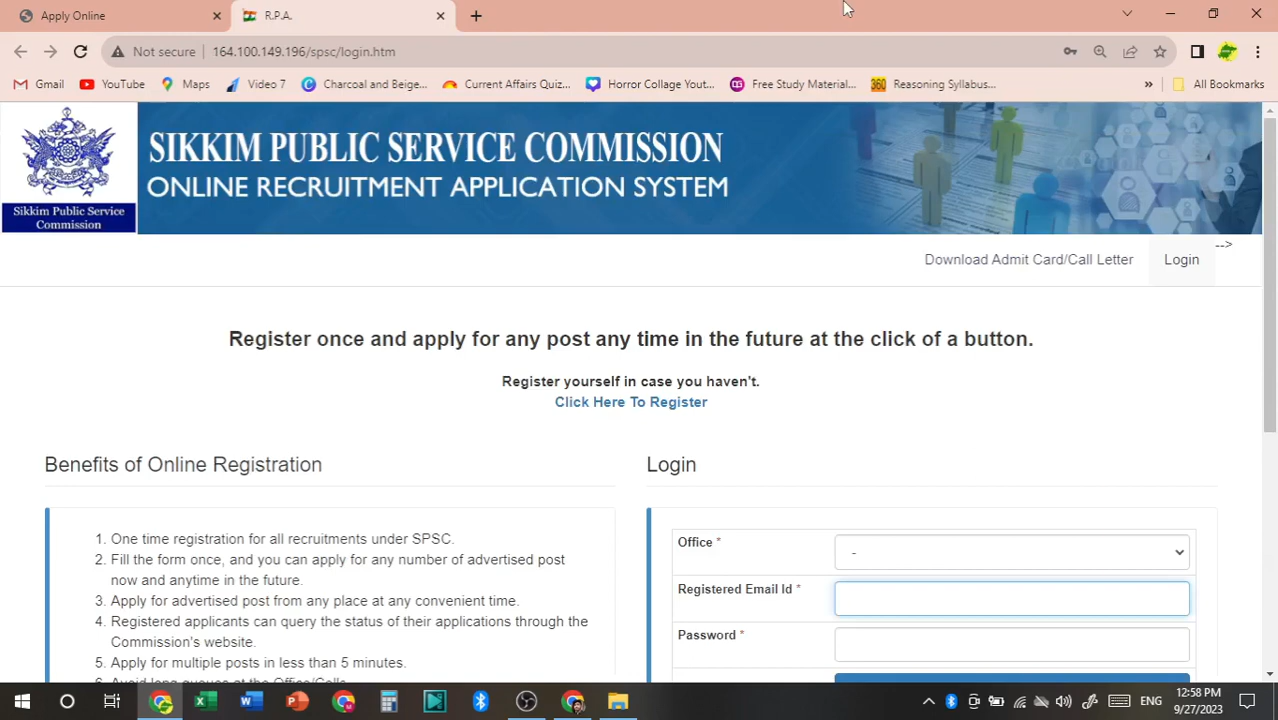 Apply Online
R.P.A.
Not secure
164.100.149.196/spsc/login.htm
Gmail
YouTube
Maps
Video 7
Charcoal and Beige...
Current Affairs Quiz...
Horror Collage Yout...
Free Study Material...
Reasoning Syllabus...
»
All Bookmarks
SIKKIM PUBLIC SERVICE COMMISSION
ONLINE RECRUITMENT APPLICATION SYSTEM
Sikkim Public Service
Commission
-->
Download Admit Card/Call Letter
Login
Register once and apply for any post any time in the future at the click of a button.
Register yourself in case you haven't.
Click Here To Register
Benefits of Online Registration
1. One time registration for all recruitments under SPSC.
2. Fill the form once, and you can apply for any number of advertised post
now and anytime in the future.
3. Apply for advertised post from any place at any convenient time.
4. Registered applicants can query the status of their applications through the
Commission's website.
5. Apply for multiple posts in less than 5 minutes.
Login
Office *
-
Registered Email Id *
Password *
ENG
12:58 PM
9/27/2023